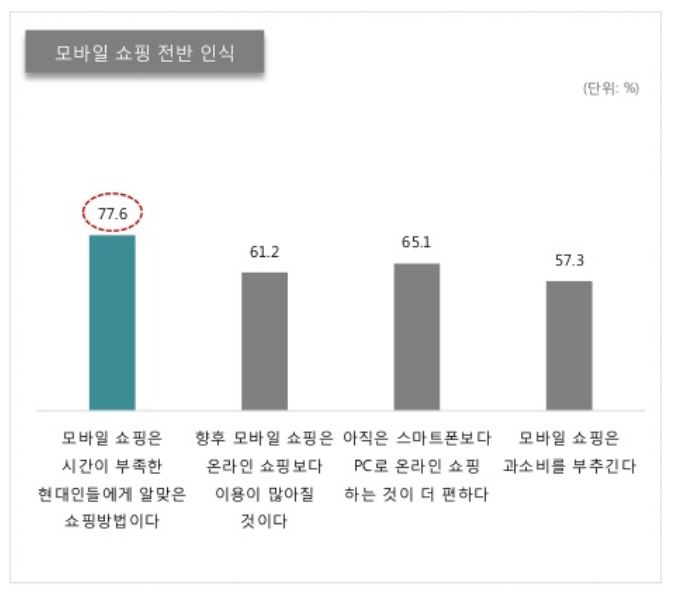 모바일 쇼핑 전반 인식
(단위: %)
77.6
61.2
65.1
57.3
모바일 쇼핑은
시간이 부족한
현대인들에게 알맞은
쇼핑방법이다
향후 모바일 쇼핑은
온라인 쇼핑보다
이용이 많아질
것이다
아직은 스마트폰보다
PC로 온라인 쇼핑
하는 것이 더 편하다
모바일 쇼핑은
과소비를 부추긴다